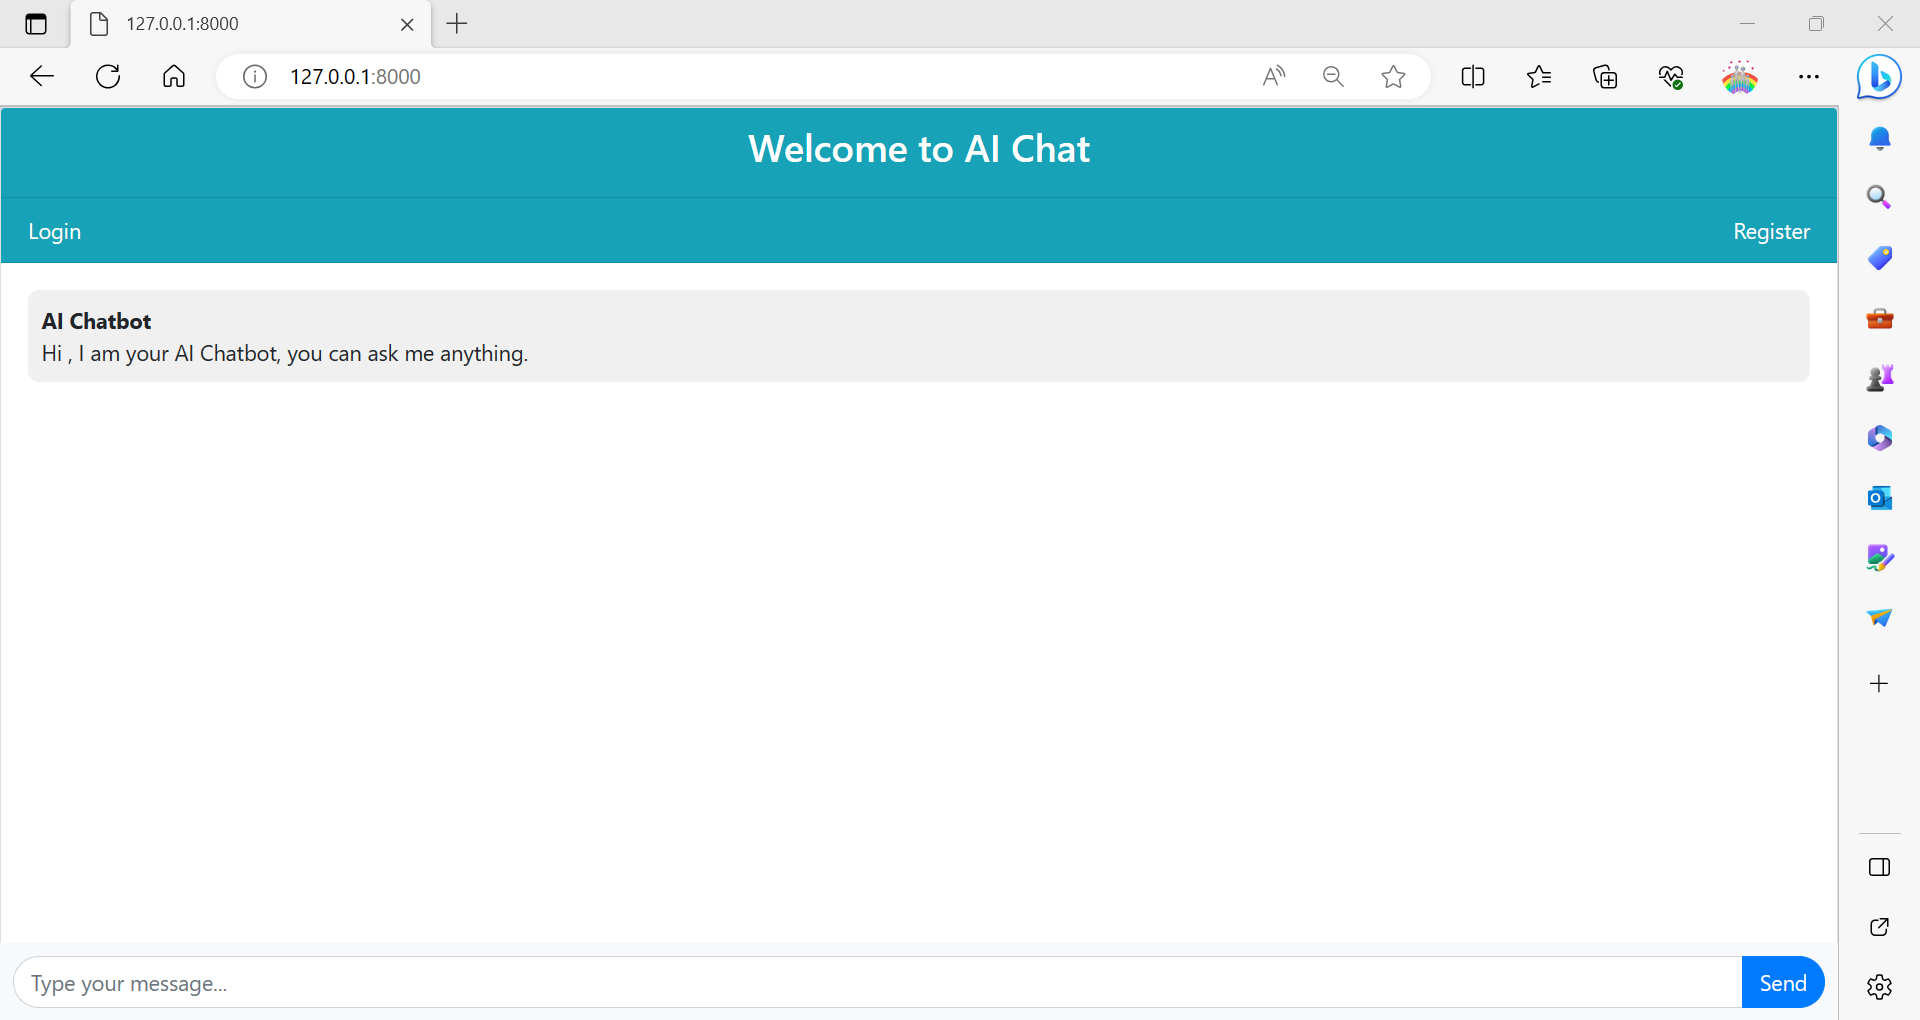 127.0.0.1:8000
127.0.0.1:8000
Welcome to AI Chat
Login Register
AI Chatbot
Hi , I am your AI Chatbot, you can ask me anything.
Type your message...
Send